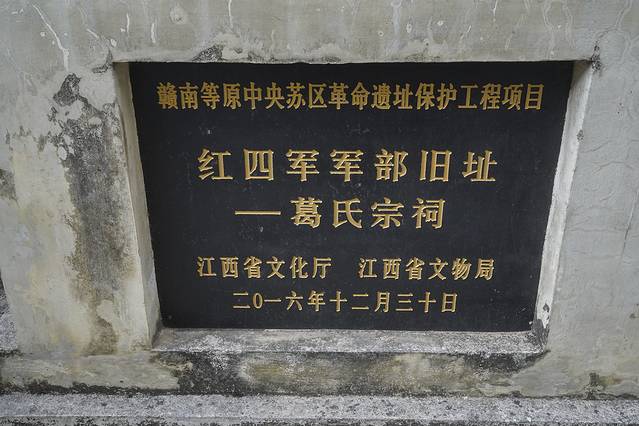 赣南等原中央苏区革命遗址保护工程项目
红四军军部旧址
——葛氏宗祠
江西省文化厅 江西省文物局
二〇一六年十二月三十日